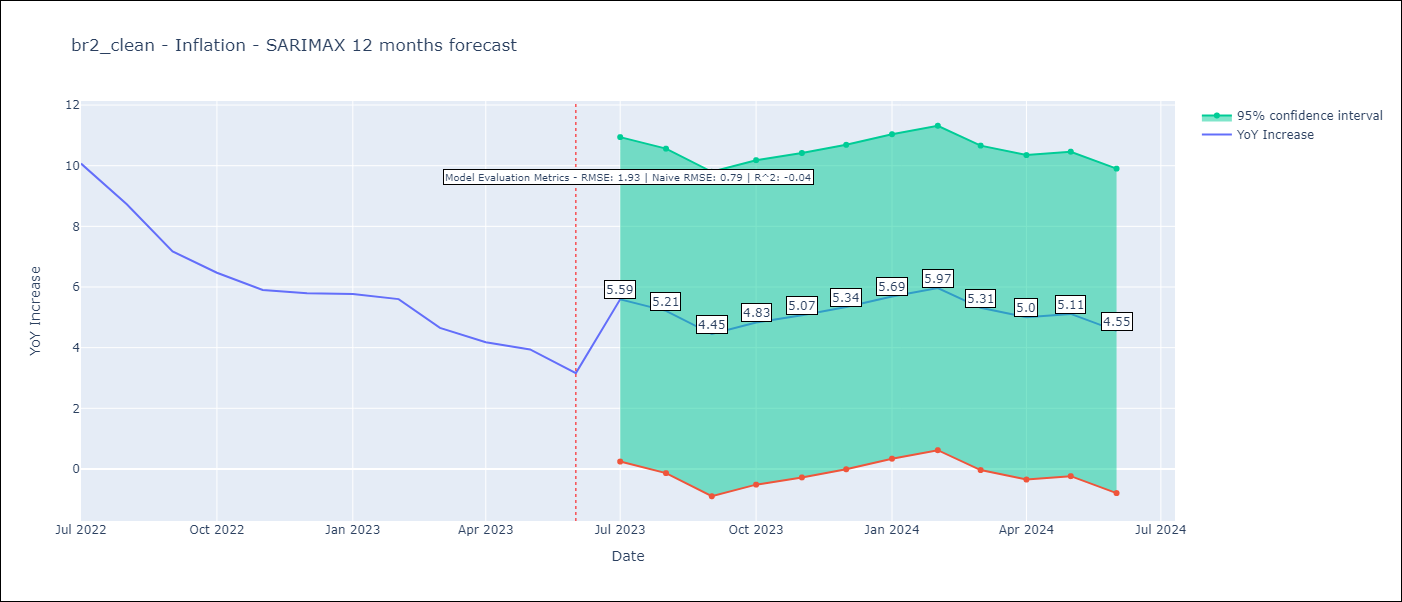 br2_clean - Inflation - SARIMAX 12 months forecast
95% confidence interval
YoY Increase
Model Evaluation Metrics - RMSE: 1.93 | Naive RMSE: 0.79 | R^2: -0.04
12
10
8
6
4
2
0
YoY Increase
5.59
5.21
4.45
4.83
5.07
5.34
5.69
5.97
5.31
5.0
5.11
4.55
Jul 2022
Oct 2022
Jan 2023
Apr 2023
Jul 2023
Oct 2023
Jan 2024
Apr 2024
Jul 2024
Date